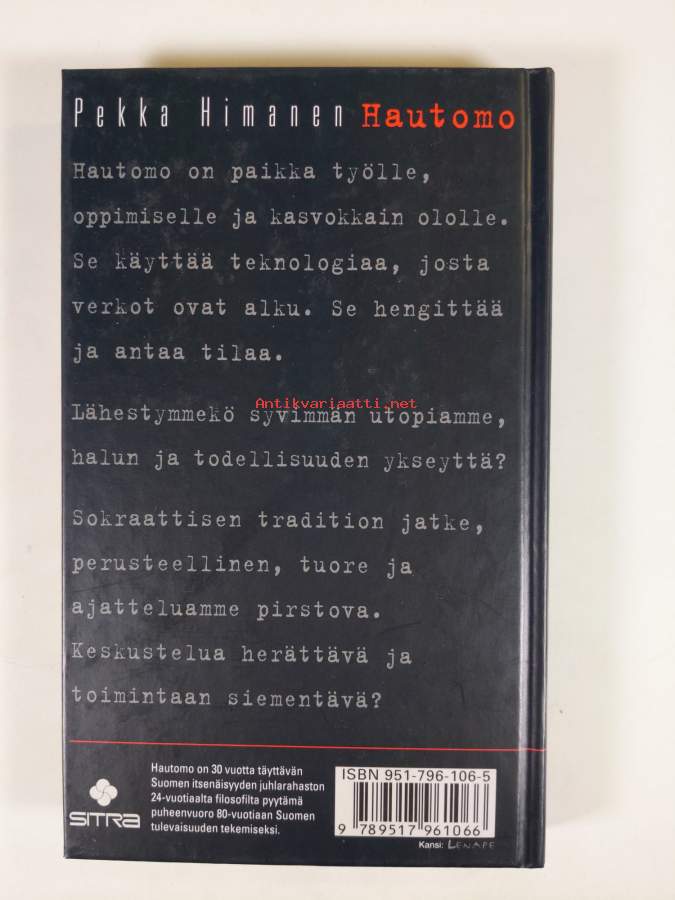 Pekka Himanen Hautomo
Hautomo on paikka työlle,
oppimiselle ja kasvokkain ololle.
Se käyttää teknologiaa, josta
verkot ovat alku. Se hengittää
ja antaa tilaa.
Antikvariaatti.net
Lähestymmekö syvimmän utopiamme,
halun ja todellisuuden ykseyttä?
Sokraattisen tradition jatke,
perusteellinen, tuore ja
ajatteluamme pirstova.
Keskustelua herättävä ja
toimintaan siementävä?
SITRA
Hautomo on 30 vuotta täyttävän
Suomen itsenäisyyden juhlarahaston
24-vuotiaalta filosofilta pyytämä
puheenvuoro 80-vuotiaan Suomen
tulevaisuuden tekemiseksi.
ISBN 951-796-106-5
9 789517 961066
Kansi: LENAPE